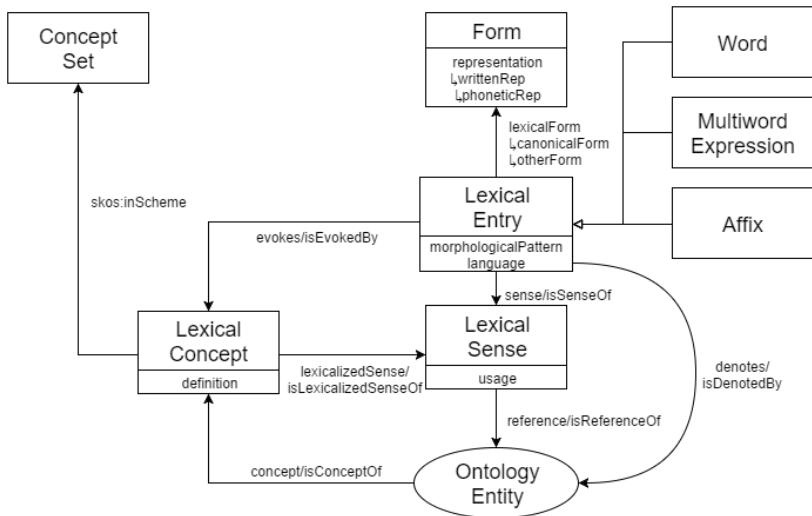 Concept
Set
Form
representation
↳writtenRep
↳phoneticRep
Word
lexicalForm
↳canonicalForm
↳otherForm
Multiword
Expression
skos:inScheme
Lexical
Entry
morphologicalPattern
language
Affix
evokes/isEvokedBy
sense/isSenseOf
Lexical
Concept
definition
lexicalizedSense/
isLexicalizedSenseOf
Lexical
Sense
usage
denotes/
isDenotedBy
reference/isReferenceOf
concept/isConceptOf
Ontology
Entity